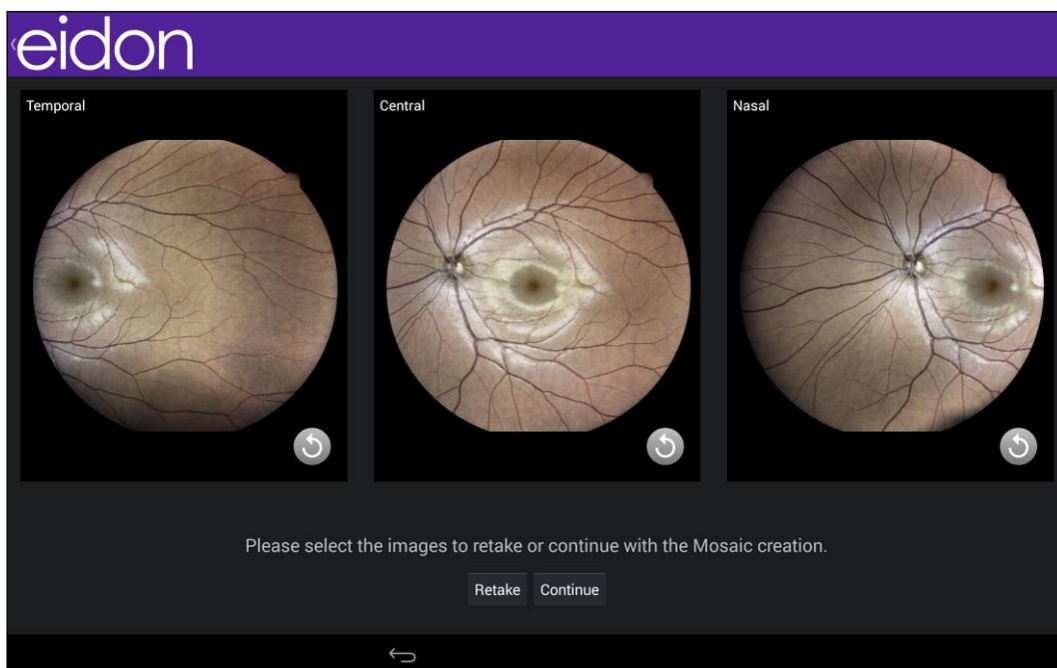 eidon
Temporal
Central
Nasal
Please select the images to retake or continue with the Mosaic creation.
Retake
Continue